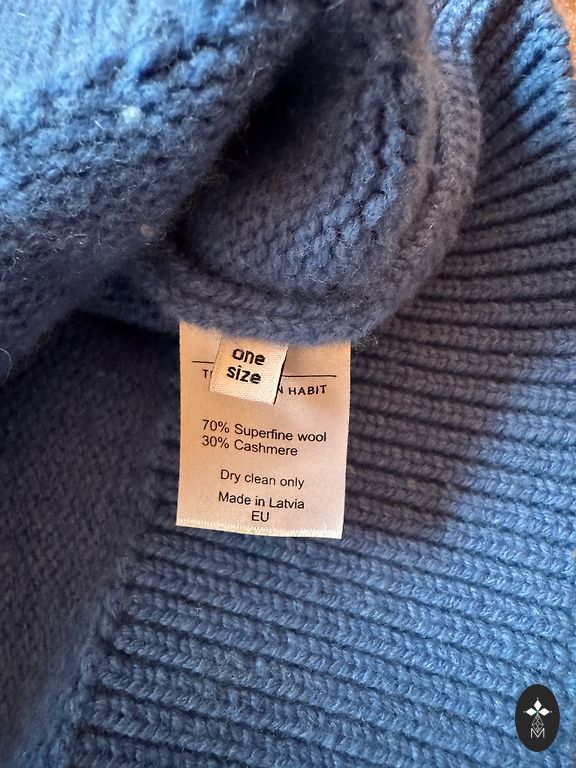 one
size
HABIT
70% Superfine wool
30% Cashmere
Dry clean only
Made in Latvia
EU